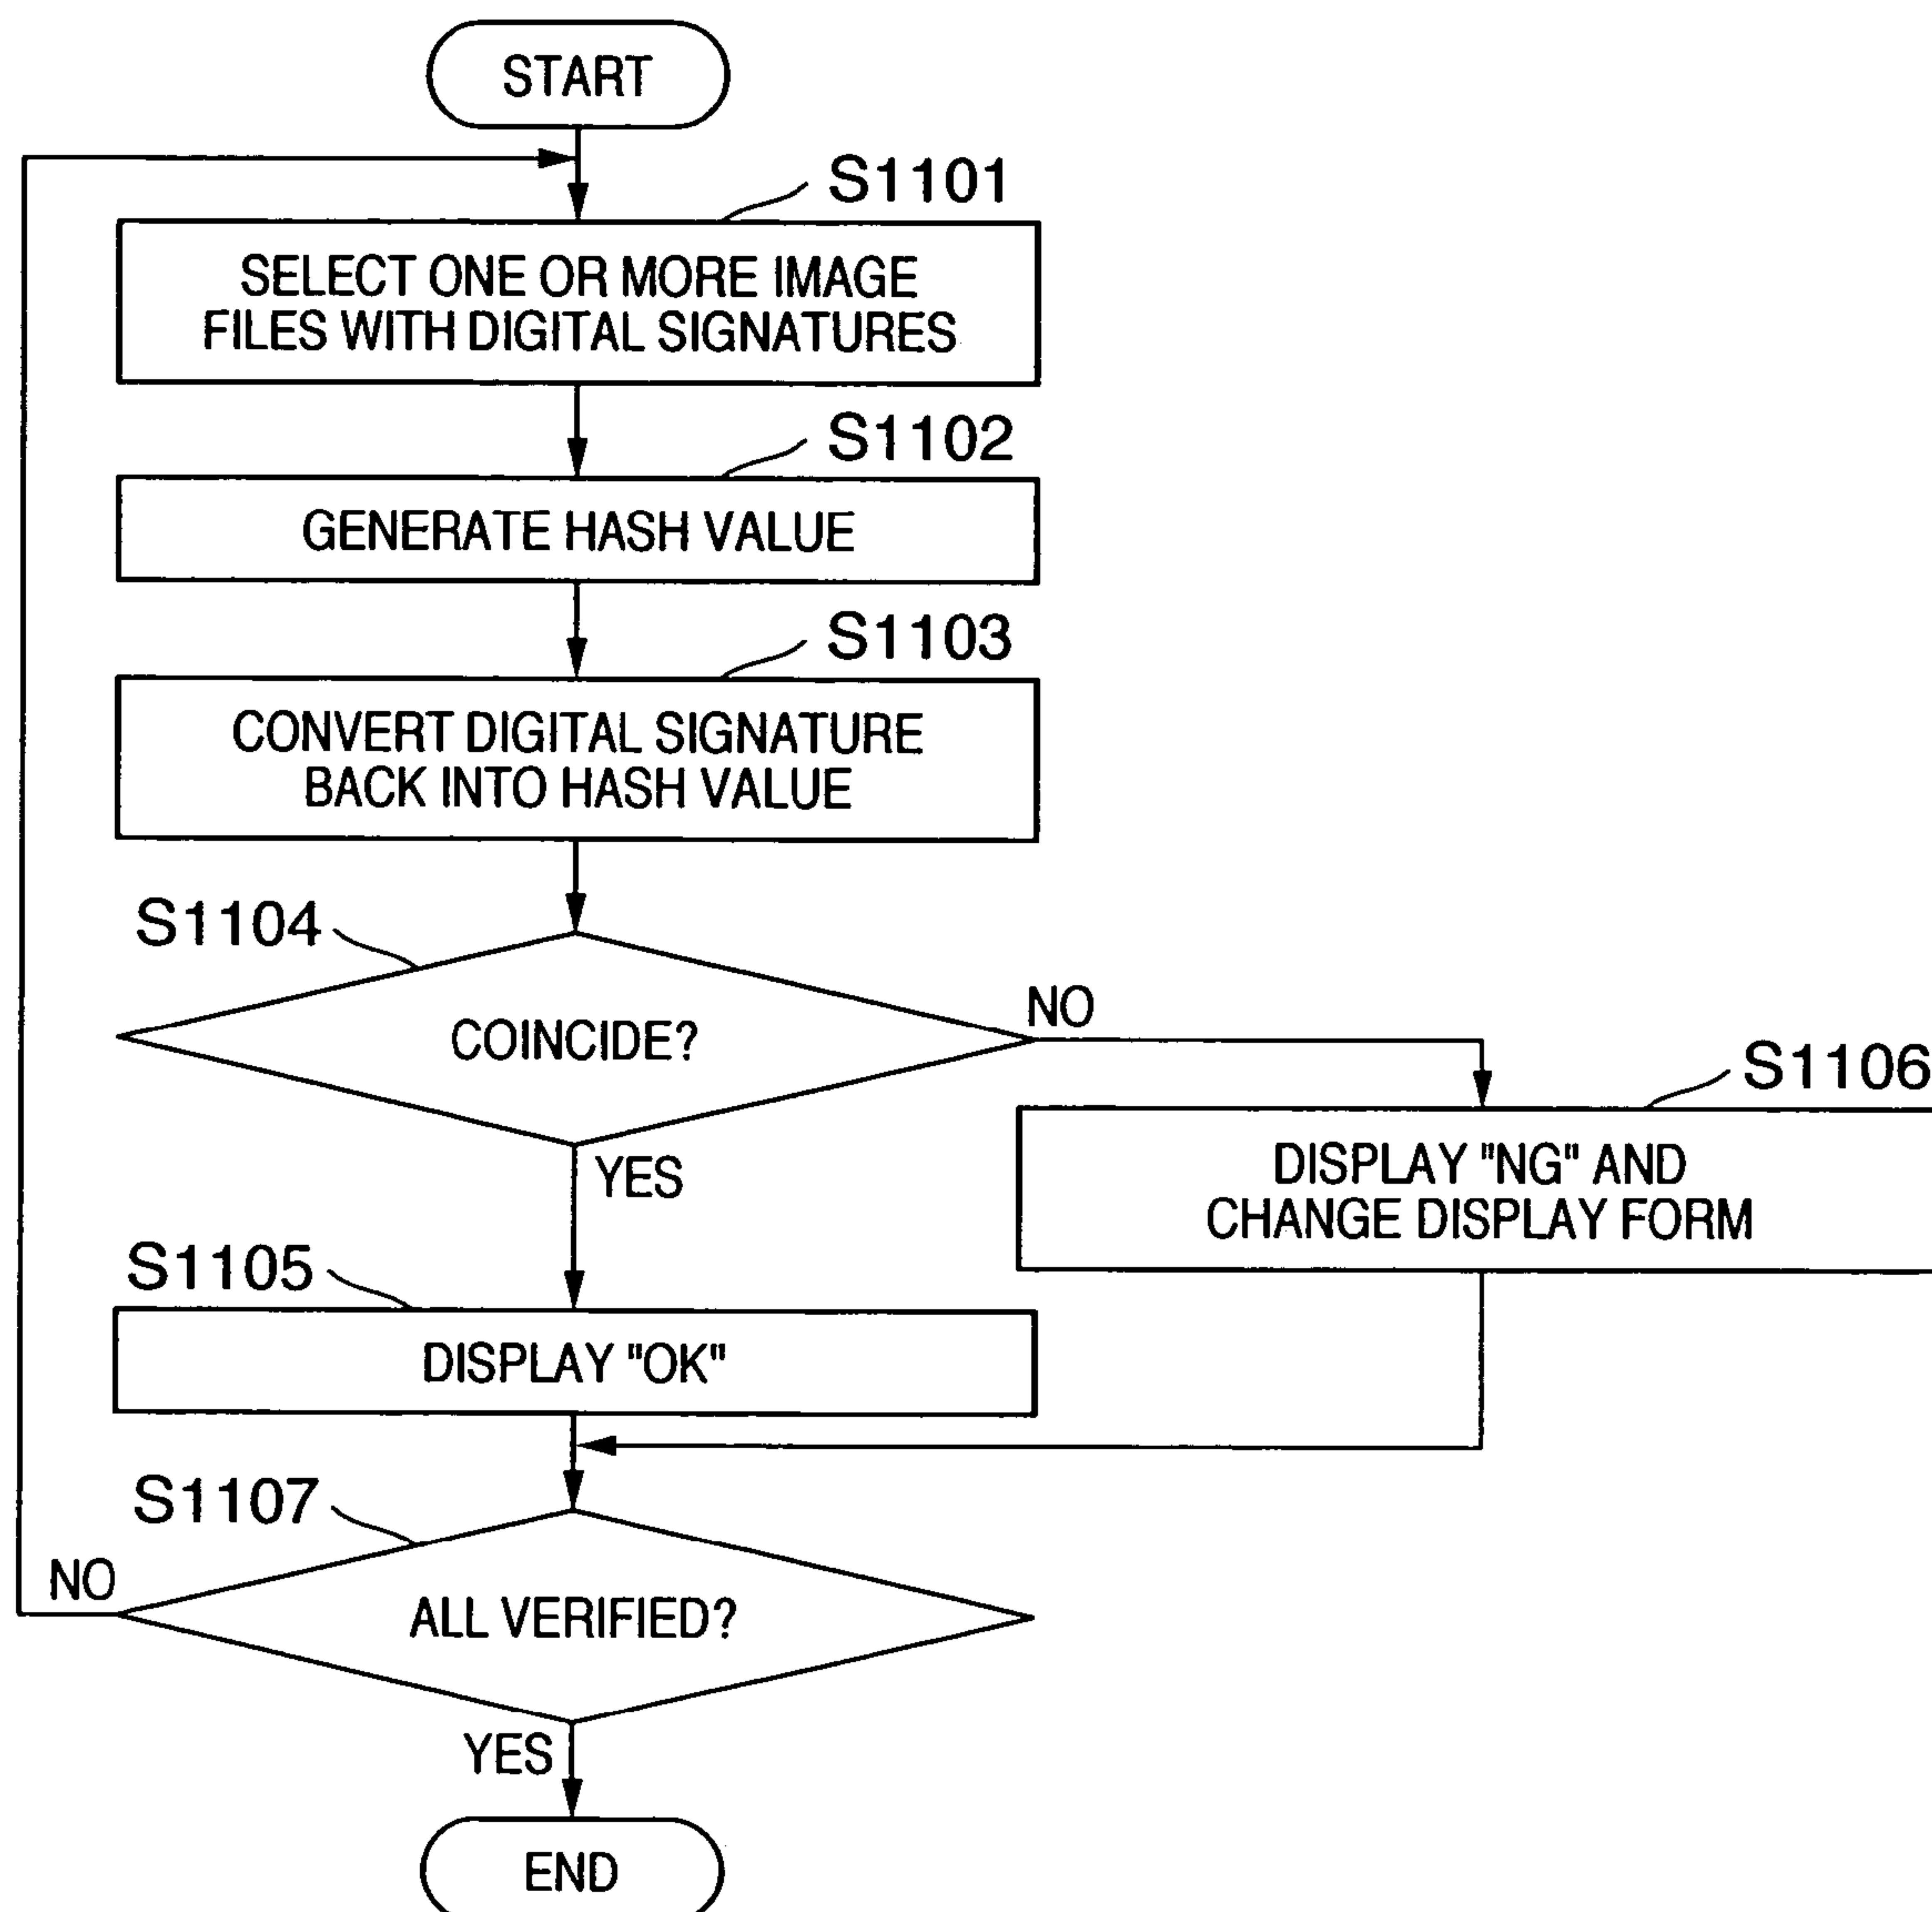 START
S1101
SELECT ONE OR MORE IMAGE
FILES WITH DIGITAL SIGNATURES
S1102
GENERATE HASH VALUE
S1103
CONVERT DIGITAL SIGNATURE
BACK INTO HASH VALUE
S1104
COINCIDE?
NO
YES
S1106
DISPLAY "NG" AND
CHANGE DISPLAY FORM
S1105
DISPLAY "OK"
S1107
NO
ALL VERIFIED?
YES
END